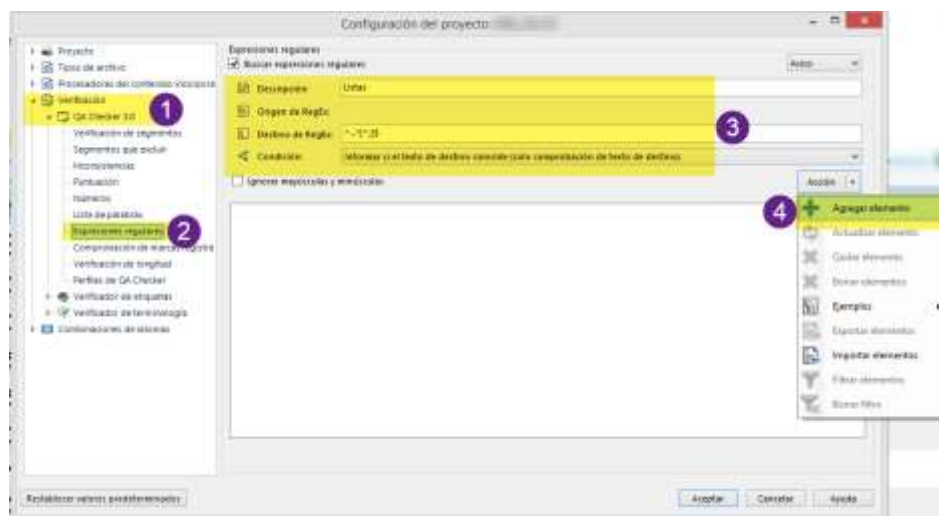 Configuración del proyecto
Proyecto
Tipos de archivo
Procesadores del contenido
Verificación
QA Checker 3.0
Verificación de segmentos
Segmentos que excluir
Inconsistencias
Puntuación
Números
Lista de palabras
Expresiones regulares
Comprobación de marcas
Verificación de longitud
Perfiles de QA Checker
Verificador de etiquetas
Verificador de terminología
Combinaciones de idiomas
1
2
Expresiones regulares
Buscar expresiones regulares
Aviso
Descripción
Listas
Origen de RegEx
Destino de RegEx
3
Condición
Informar si el texto de destino coincide (solo comprobación de texto de destino)
Ignorar mayúsculas y minúsculas
Acción
4
Agregar elemento
Actualizar elemento
Quitar elementos
Borrar elementos
Ejemplos
Exportar elementos
Importar elementos
Filtrar elementos
Borrar filtro
Restablecer valores predeterminados
Aceptar
Cancelar
Ayuda